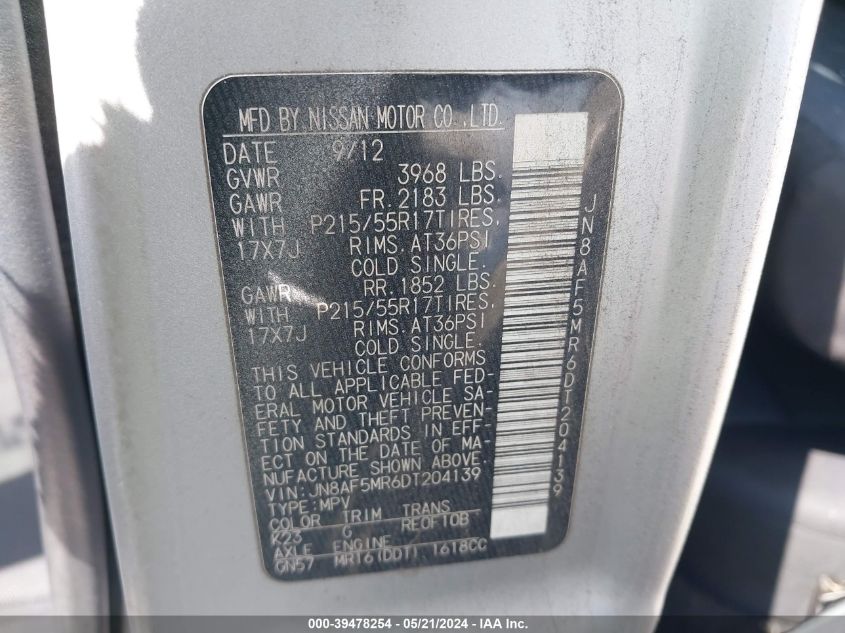 MFD BY NISSAN MOTOR CO.,LTD.
DATE 9/12
GVWR 3968 LBS.
GAWR FR.2183 LBS.
WITH P215/55R17TIRES,
17X7J RIMS.AT36PSI
COLD SINGLE.
GAWR RR.1852 LBS.
WITH P215/55R17TIRES,
17X7J RIMS.AT36PSI
COLD SINGLE.
THIS VEHICLE CONFORMS
TO ALL APPLICABLE FED-
ERAL MOTOR VEHICLE SA-
FETY AND THEFT PREVEN-
TION STANDARDS IN EFF-
ECT ON THE DATE OF MA-
NUFACTURE SHOWN ABOVE.
VIN:JN8AF5MR6DT204139
TYPE:MPV
COLOR TRIM TRANS
K23 G RE0F10B
AXLE ENGINE
GN57 MR16(DDT) 1618CC
JN8AF5MR6DT204139
000-39478254 - 05/21/2024 - IAA Inc.